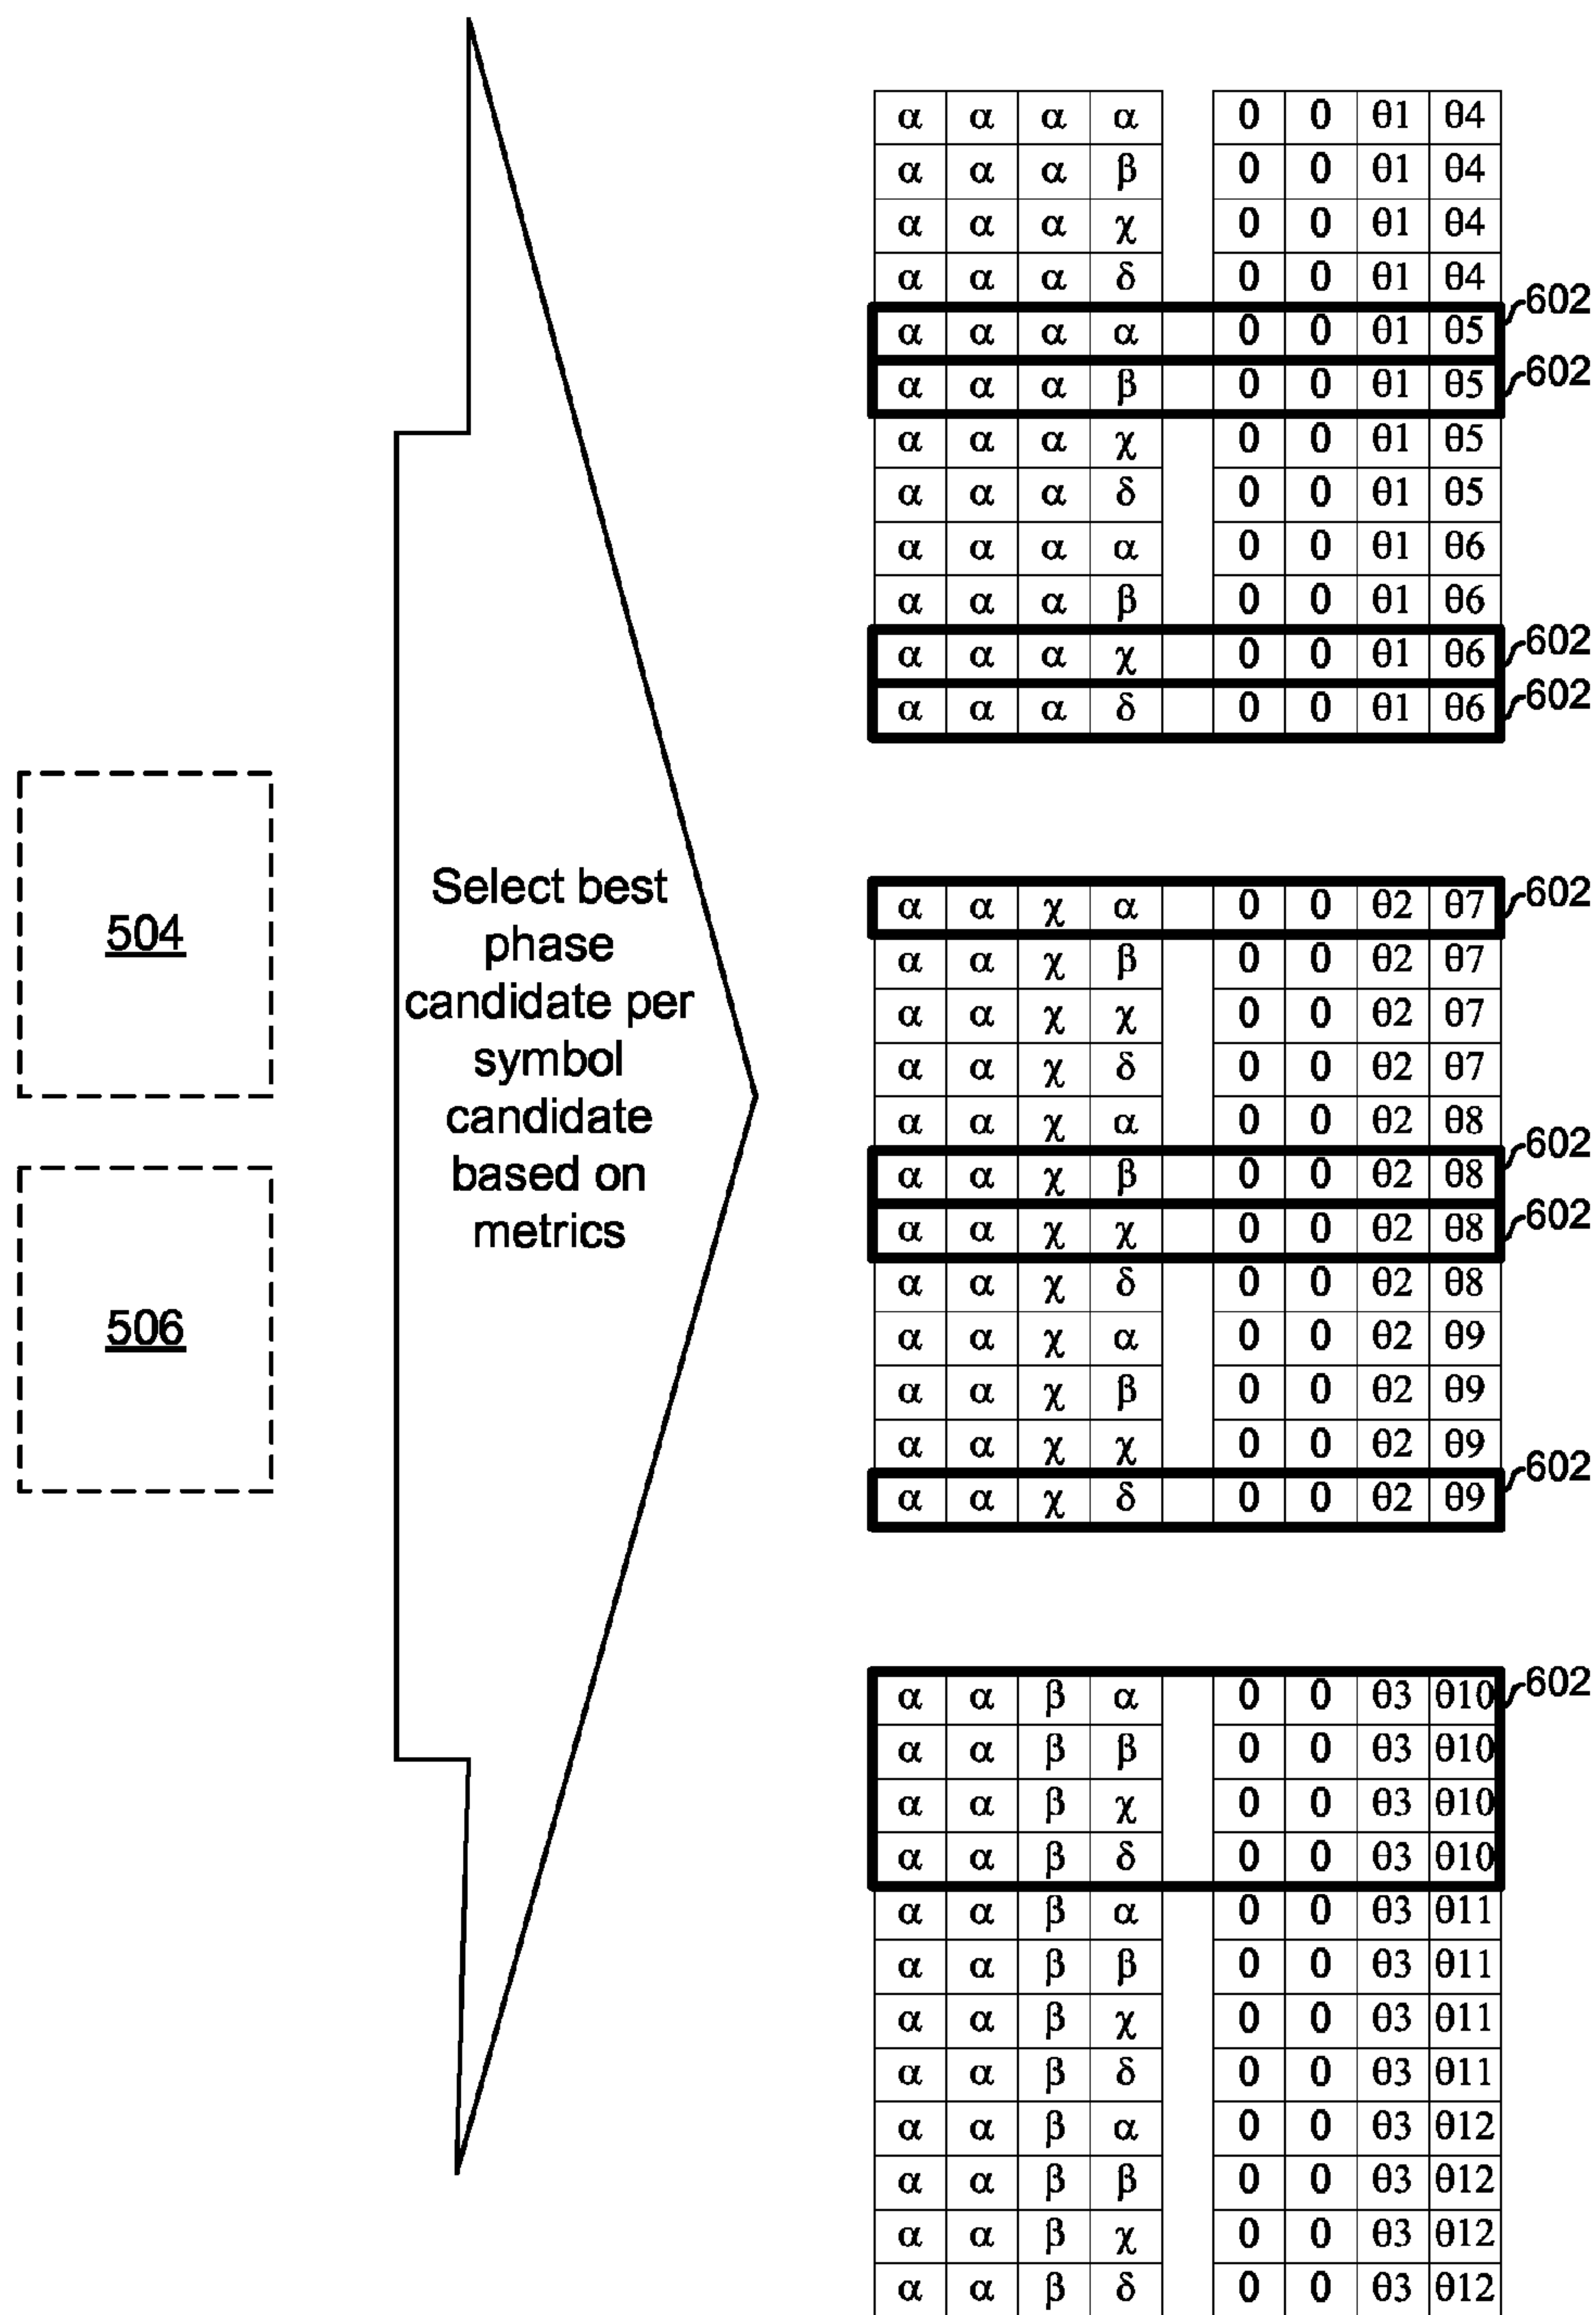 α α α α 0 0 θ1 θ4
α α α β 0 0 θ1 θ4
α α α χ 0 0 θ1 θ4
α α α δ 0 0 θ1 θ4
α α α α 0 0 θ1 θ5 602
α α α β 0 0 θ1 θ5 602
α α α χ 0 0 θ1 θ5
α α α δ 0 0 θ1 θ5
α α α α 0 0 θ1 θ6
α α α β 0 0 θ1 θ6
α α α χ 0 0 θ1 θ6 602
α α α δ 0 0 θ1 θ6 602
504
506
Select best
phase
candidate per
symbol
candidate
based on
metrics
α α χ α 0 0 θ2 θ7 602
α α χ β 0 0 θ2 θ7
α α χ χ 0 0 θ2 θ7
α α χ δ 0 0 θ2 θ7
α α χ α 0 0 θ2 θ8
α α χ β 0 0 θ2 θ8 602
α α χ χ 0 0 θ2 θ8 602
α α χ δ 0 0 θ2 θ8
α α χ α 0 0 θ2 θ9
α α χ β 0 0 θ2 θ9
α α χ χ 0 0 θ2 θ9
α α χ δ 0 0 θ2 θ9 602
α α β α 0 0 θ3 θ10 602
α α β β 0 0 θ3 θ10
α α β χ 0 0 θ3 θ10
α α β δ 0 0 θ3 θ10
α α β α 0 0 θ3 θ11
α α β β 0 0 θ3 θ11
α α β χ 0 0 θ3 θ11
α α β δ 0 0 θ3 θ11
α α β α 0 0 θ3 θ12
α α β β 0 0 θ3 θ12
α α β χ 0 0 θ3 θ12
α α β δ 0 0 θ3 θ12